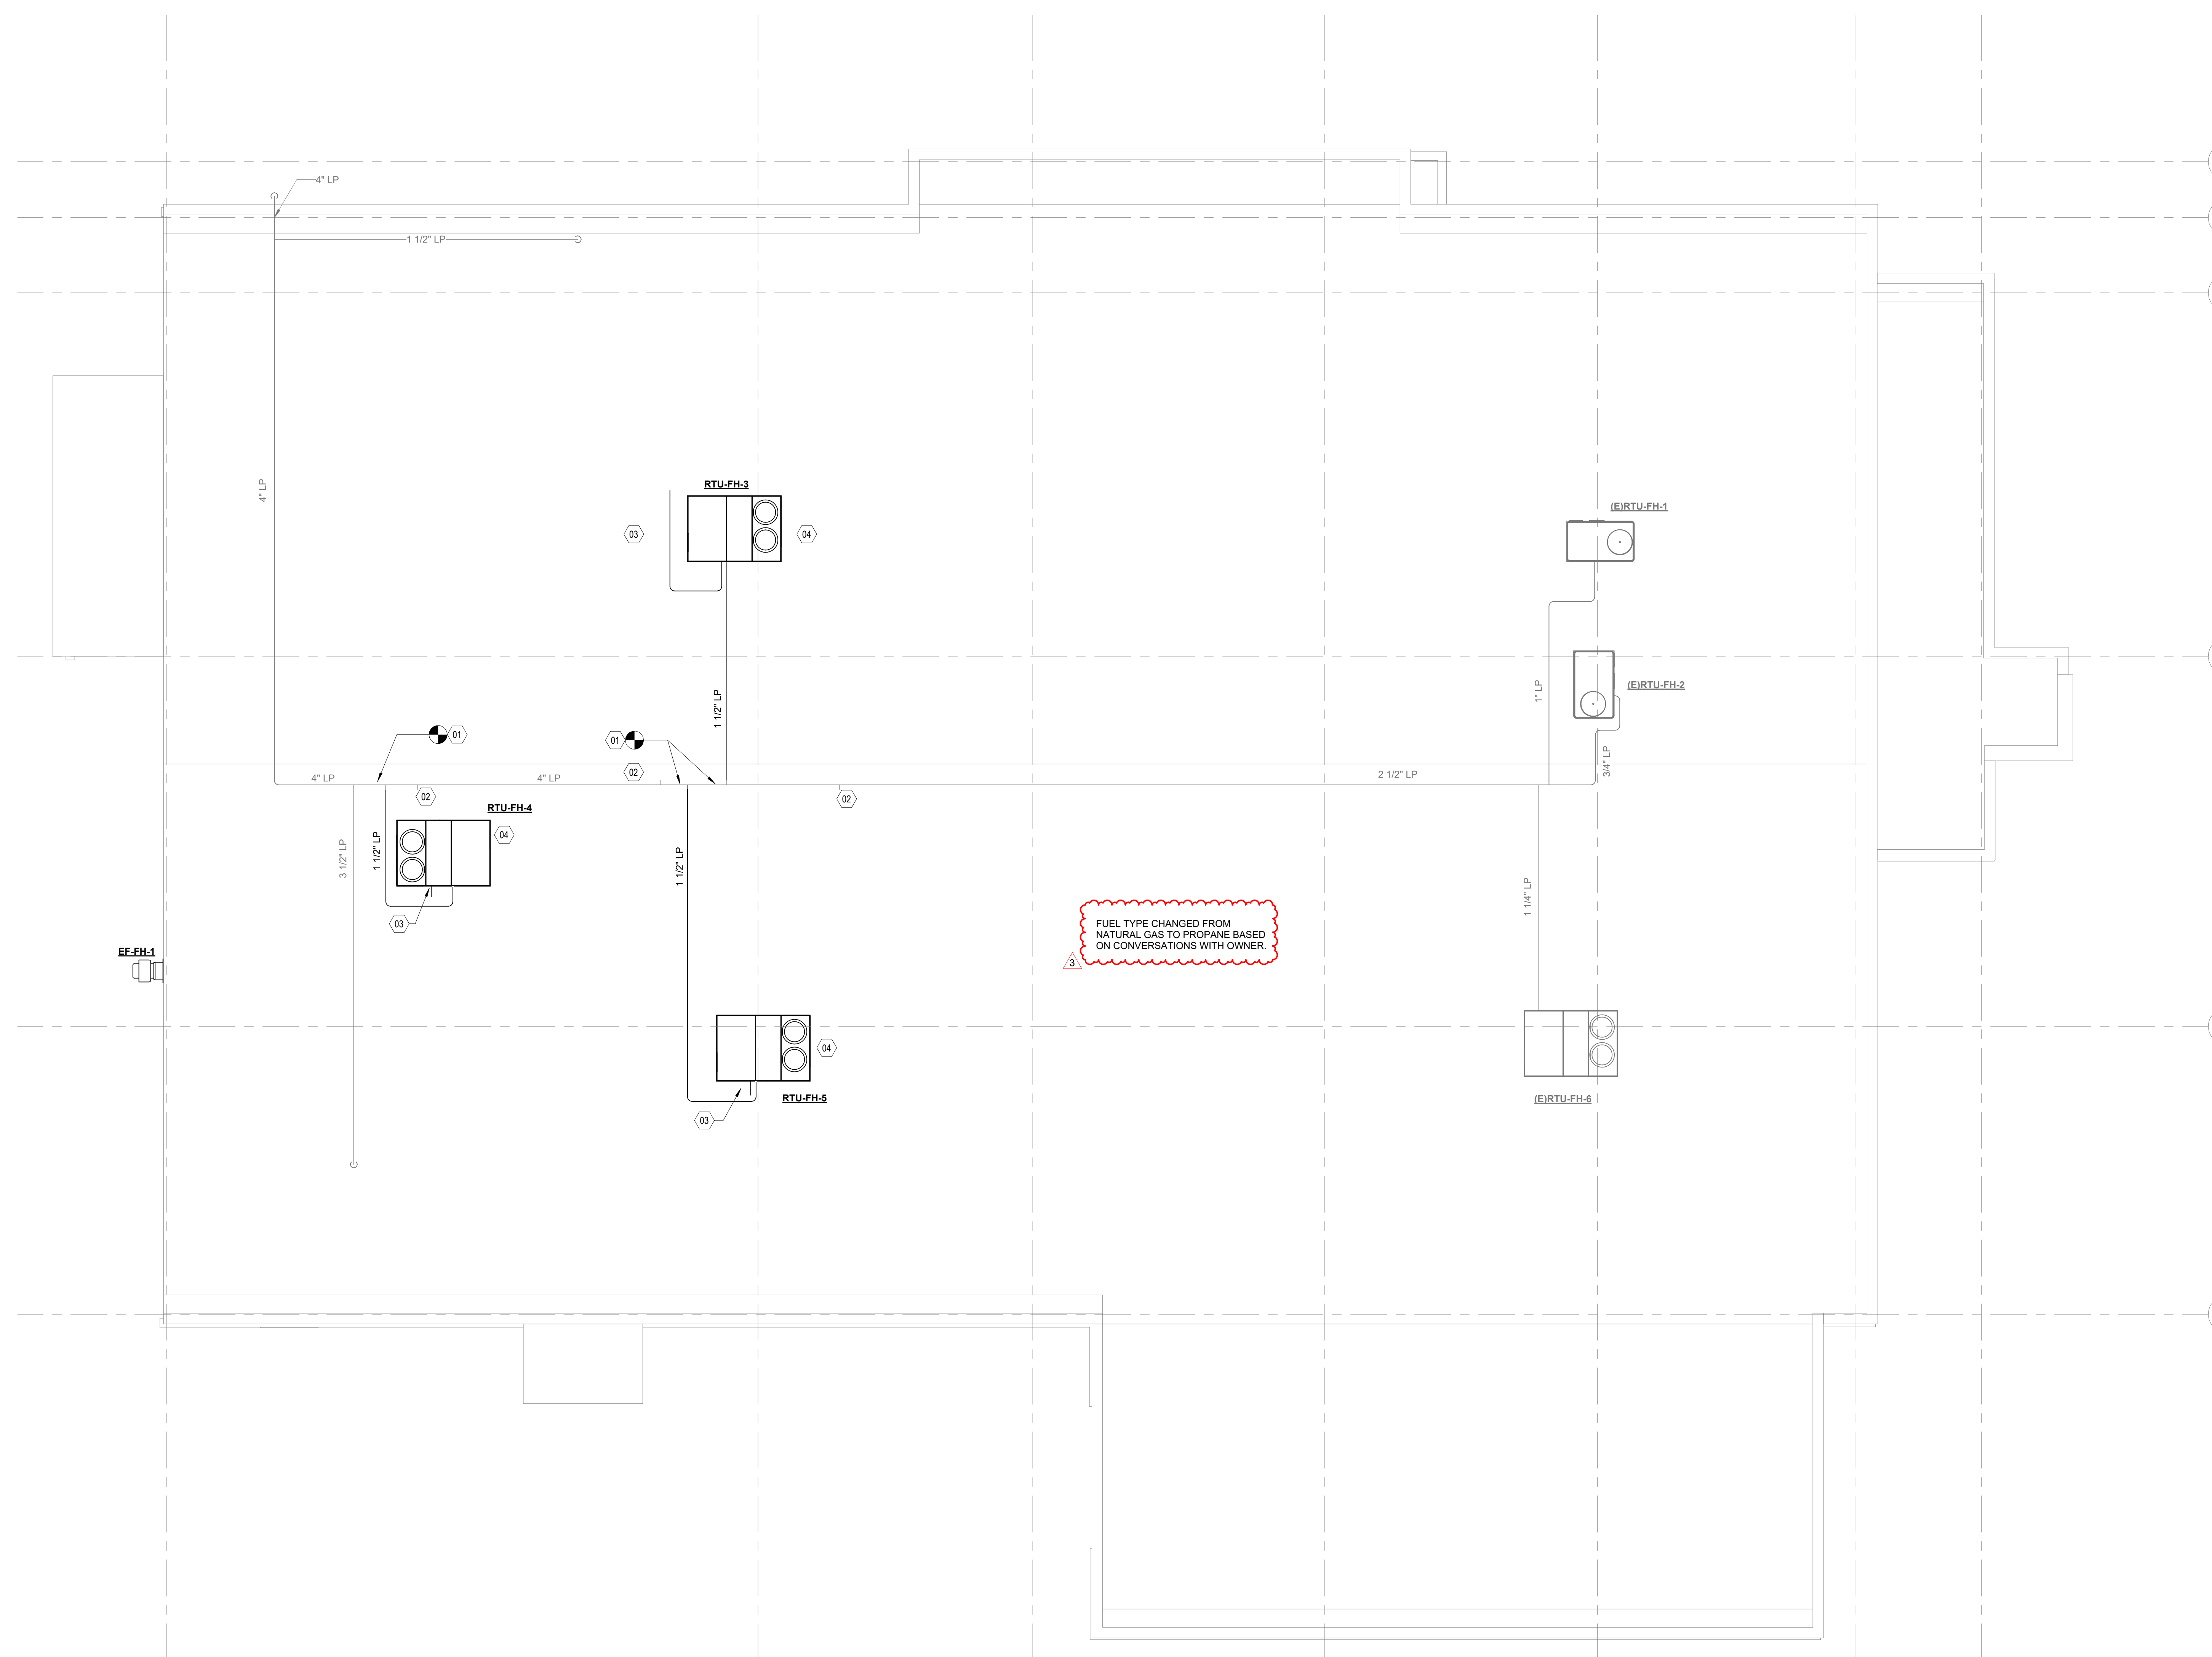 4" LP
1 1/2" LP
4" LP
RTU-FH-3
03
04
(E)RTU-FH-1
(E)RTU-FH-2
1 1/2" LP
1" LP
3/4" LP
01
01
02
4" LP
4" LP
2 1/2" LP
02
02
RTU-FH-4
04
3 1/2" LP
1 1/2" LP
1 1/2" LP
1 1/4" LP
03
FUEL TYPE CHANGED FROM
NATURAL GAS TO PROPANE BASED
ON CONVERSATIONS WITH OWNER.
3
EF-FH-1
04
RTU-FH-5
03
(E)RTU-FH-6